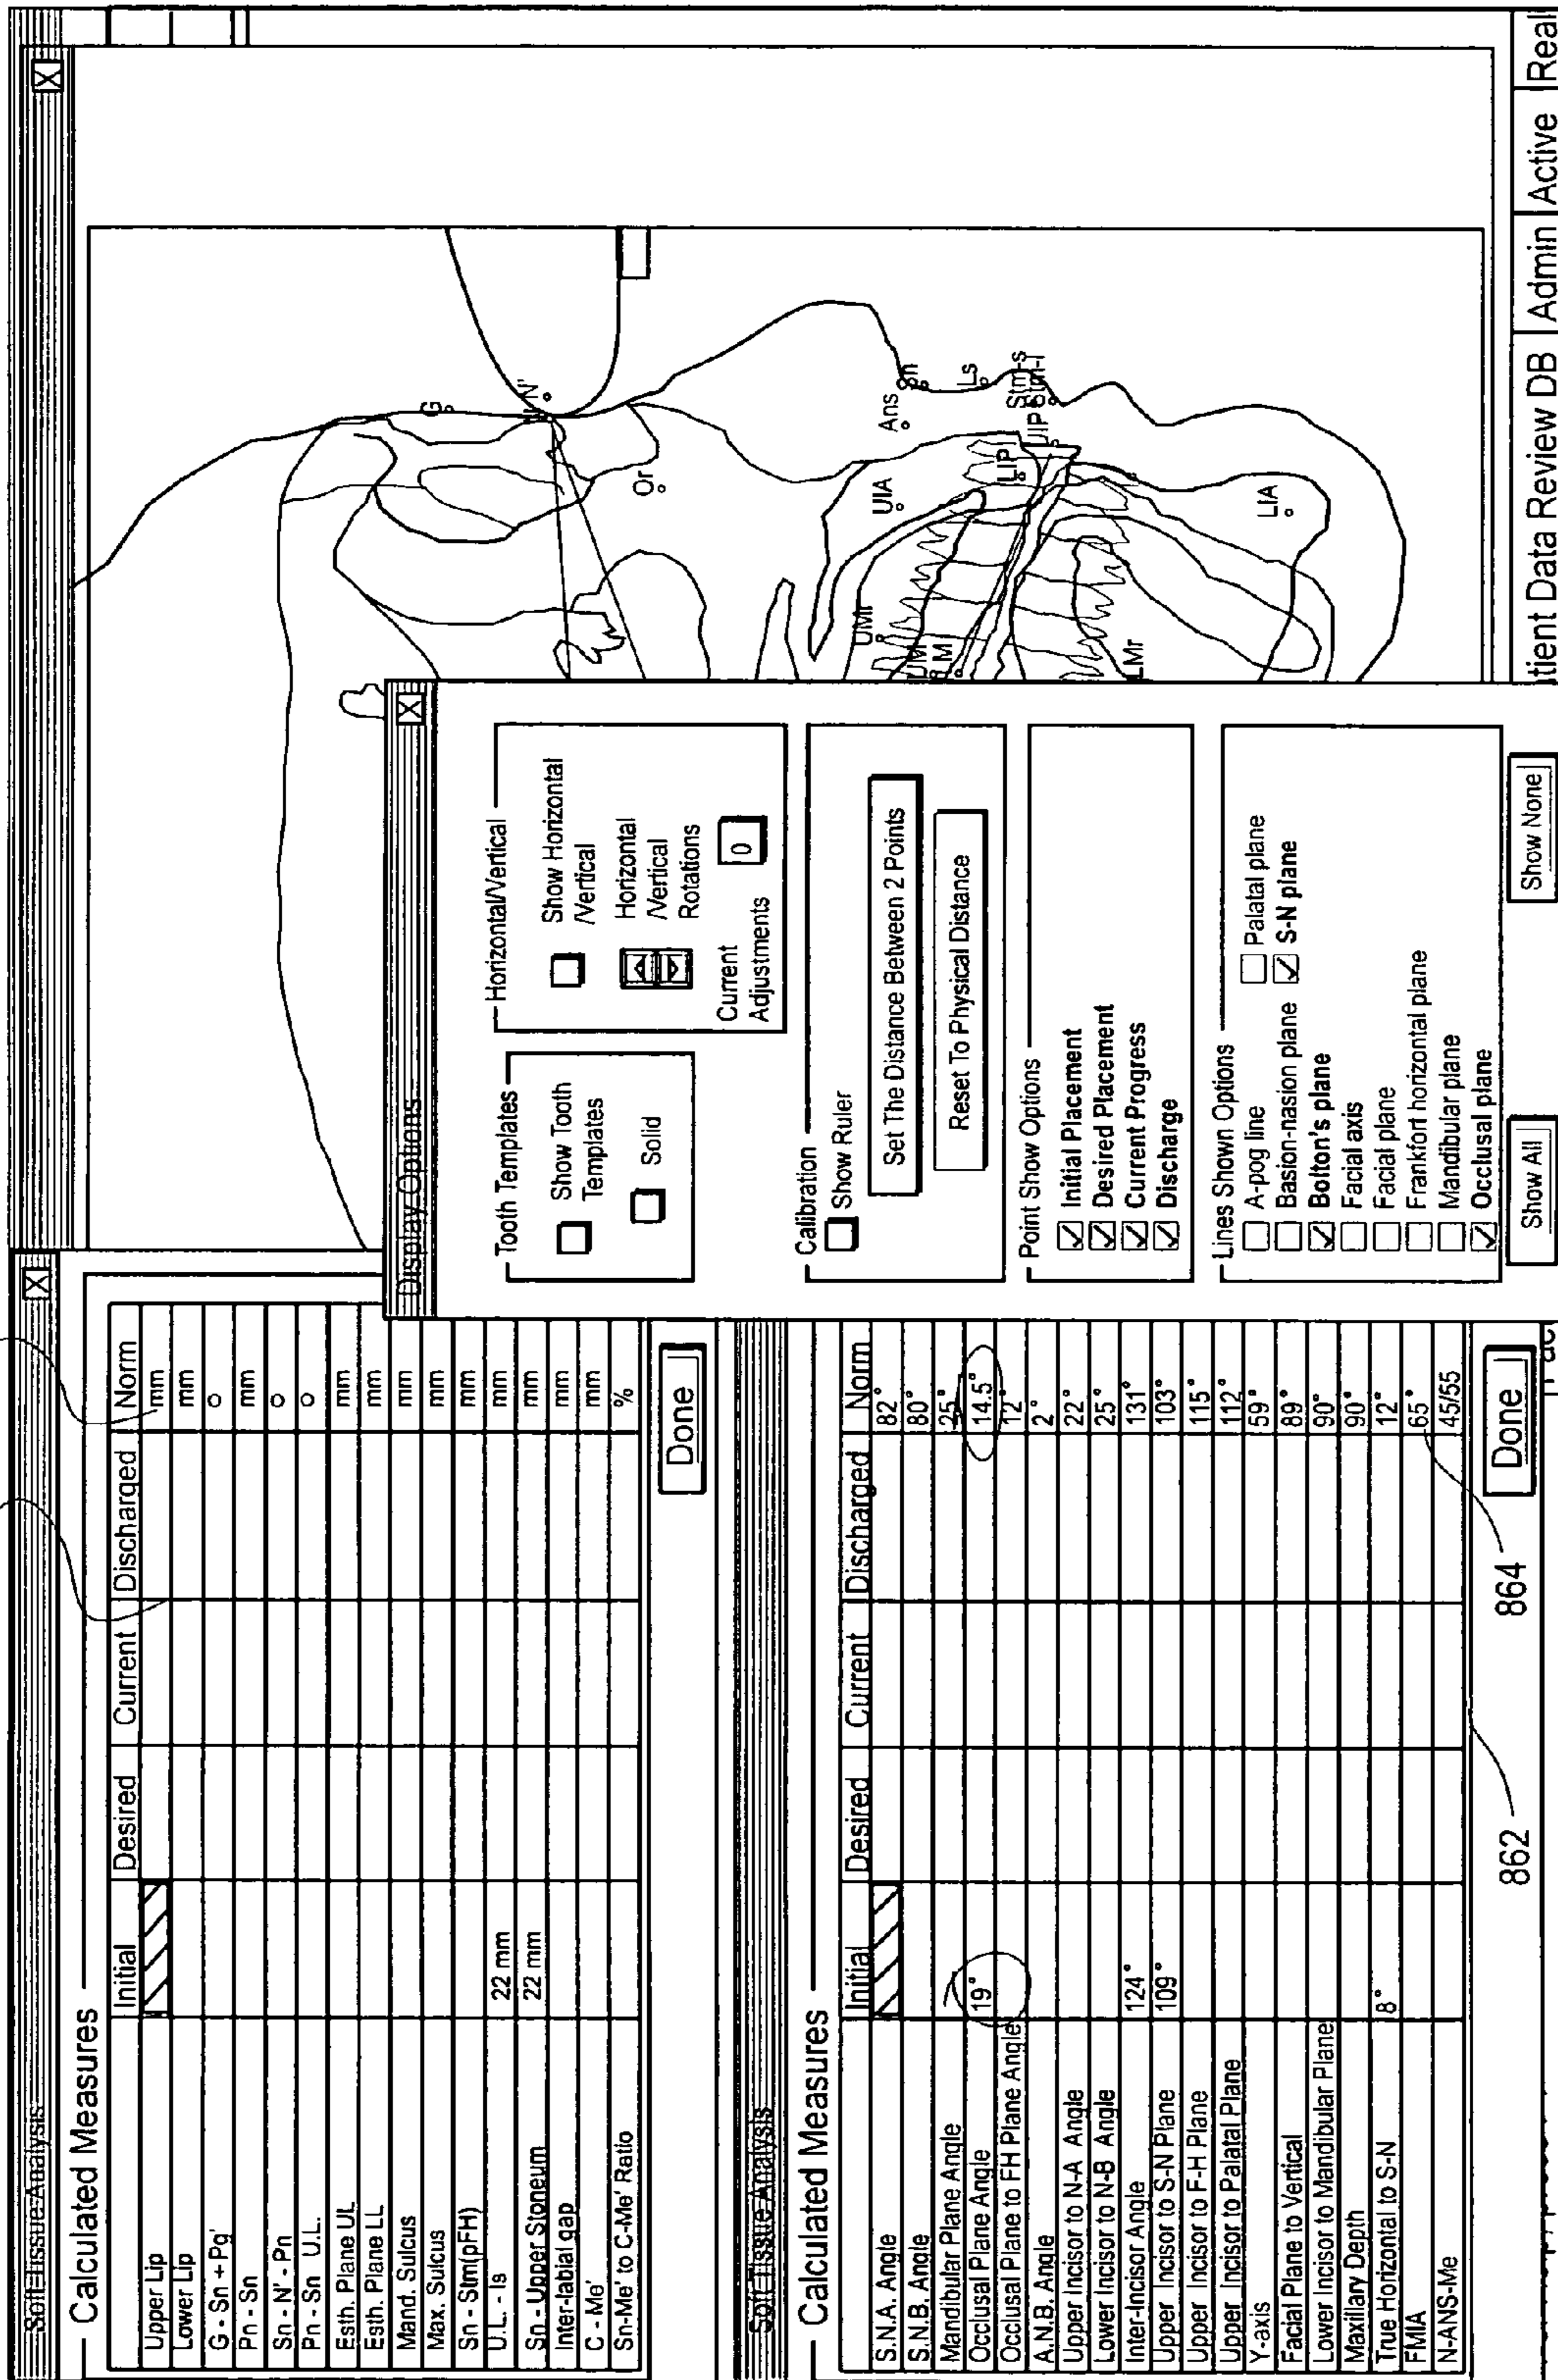 Soft Tissue Analysis
Calculated Measures
Initial Desired Current Discharged Norm
Upper Lip mm
Lower Lip mm
G - Sn + Pg' °
Pn - Sn mm
Sn - N' - Pn °
Pn - Sn U.L. °
Esth. Plane UL mm
Esth. Plane LL mm
Mand. Sulcus mm
Max. Sulcus mm
Sn - Stm(pFH) mm
U.L. - Is 22 mm mm
Sn - Upper Stoneum 22 mm mm
Inter-labial gap mm
C - Me' mm
Sn-Me' to C-Me' Ratio %
Done
Soft Tissue Analysis
Calculated Measures
Initial Desired Current Discharged Norm
S.N.A. Angle 82°
S.N.B. Angle 80°
Mandibular Plane Angle 25°
Occlusal Plane Angle 19° 14.5°
Occlusal Plane to FH Plane Angle 12°
A.N.B. Angle 2°
Upper Incisor to N-A Angle 22°
Lower Incisor to N-B Angle 25°
Inter-Incisor Angle 124° 131°
Upper Incisor to S-N Plane 109° 103°
Upper Incisor to F-H Plane 115°
Upper Incisor to Palatal Plane 112°
Y-axis 59°
Facial Plane to Vertical 89°
Lower Incisor to Mandibular Plane 90°
Maxillary Depth 90°
True Horizontal to S-N 8° 12°
FMIA 65°
N-ANS-Me 45/55
Done
862
864
Display Options
Tooth Templates
Show Tooth
Templates
Solid
Horizontal/Vertical
Show Horizontal
/Vertical
Horizontal
/Vertical
Rotations
Current
Adjustments
0
Calibration
Show Ruler
Set The Distance Between 2 Points
Reset To Physical Distance
Point Show Options
Initial Placement
Desired Placement
Current Progress
Discharge
Lines Shown Options
A-pog line
Palatal plane
Basion-nasion plane
S-N plane
Bolton's plane
Facial axis
Facial plane
Frankfort horizontal plane
Mandibular plane
Occlusal plane
Show All
Show None
G
N'
Or
Ans
Sn
Ls
Stm-s
Stm-i
UIA
UIP
LIP
UMr
LMr
LIA
tient Data Review DB Admin Active Real